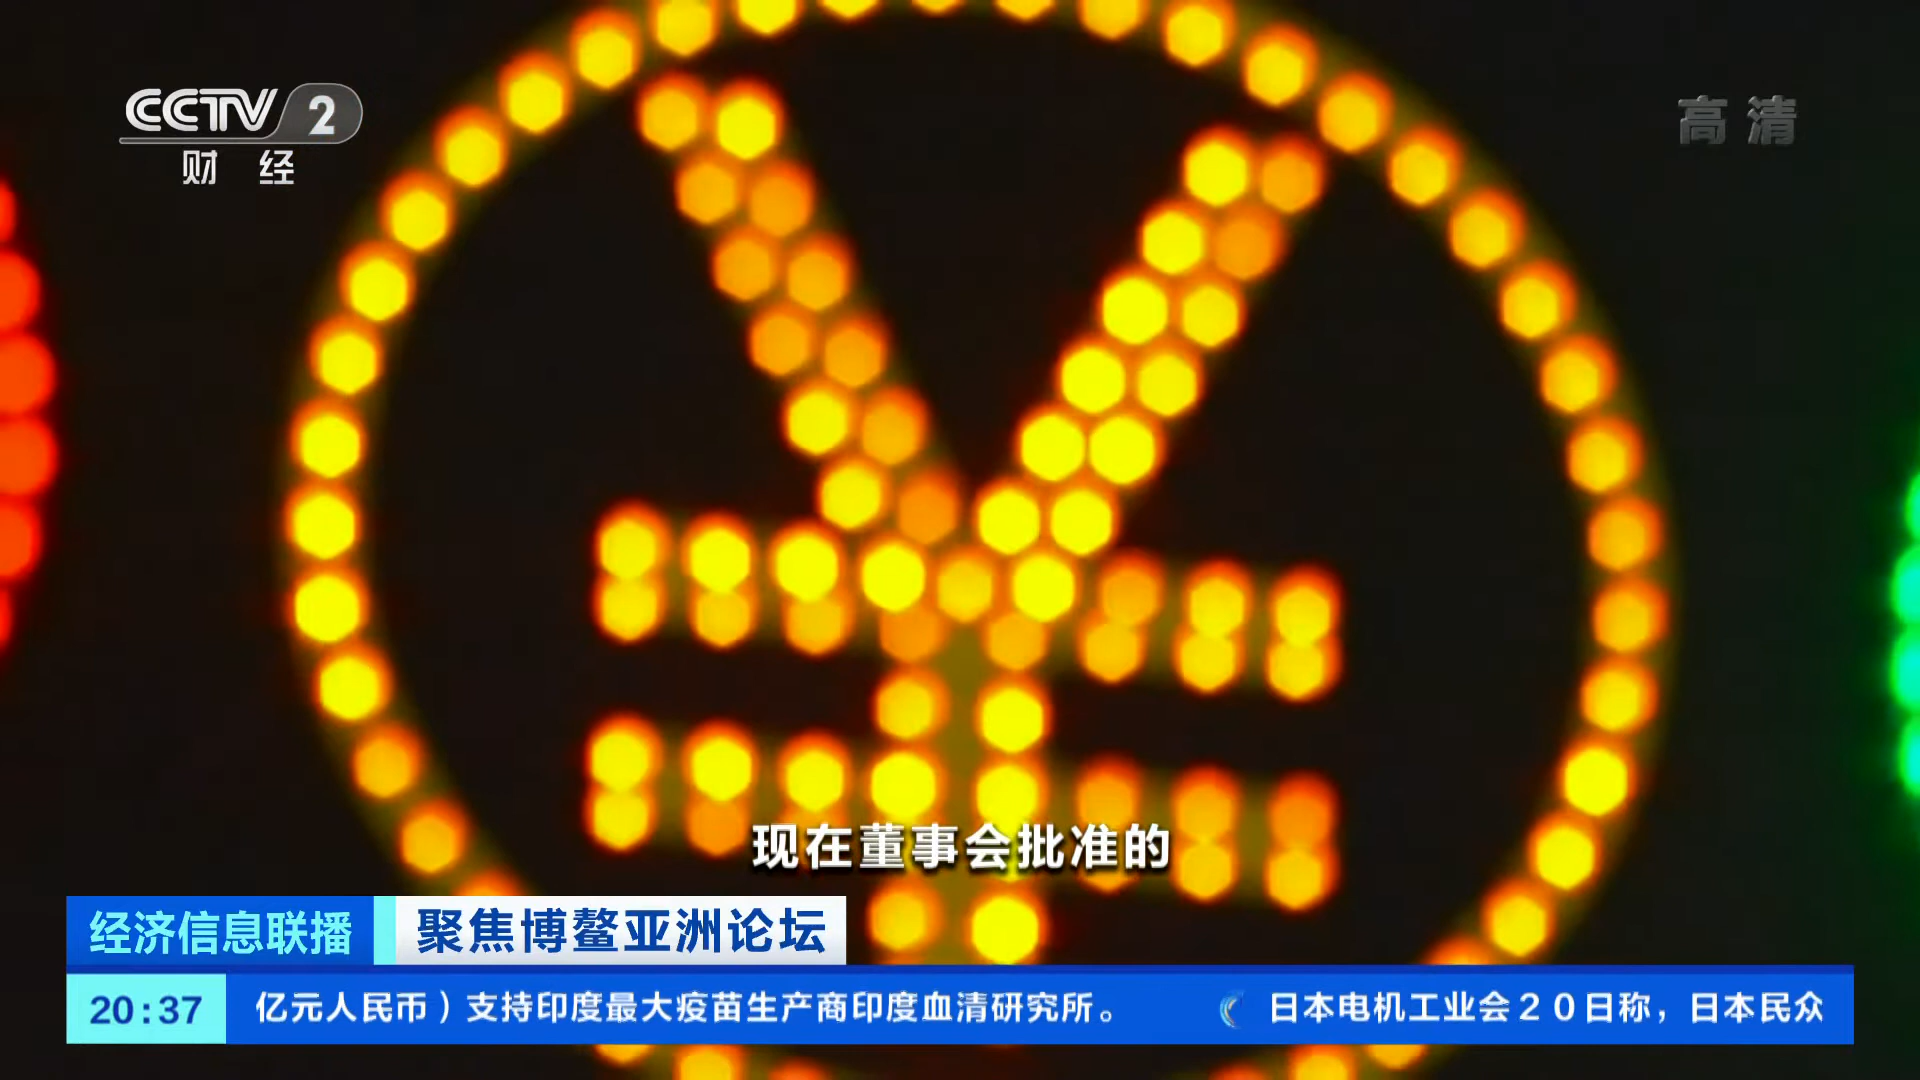 CCTV 2
财 经
高 清
¥
现在董事会批准的
经济信息联播
聚焦博鳌亚洲论坛
20:37
亿元人民币）支持印度最大疫苗生产商印度血清研究所。
日本电机工业会２０日称，日本民众